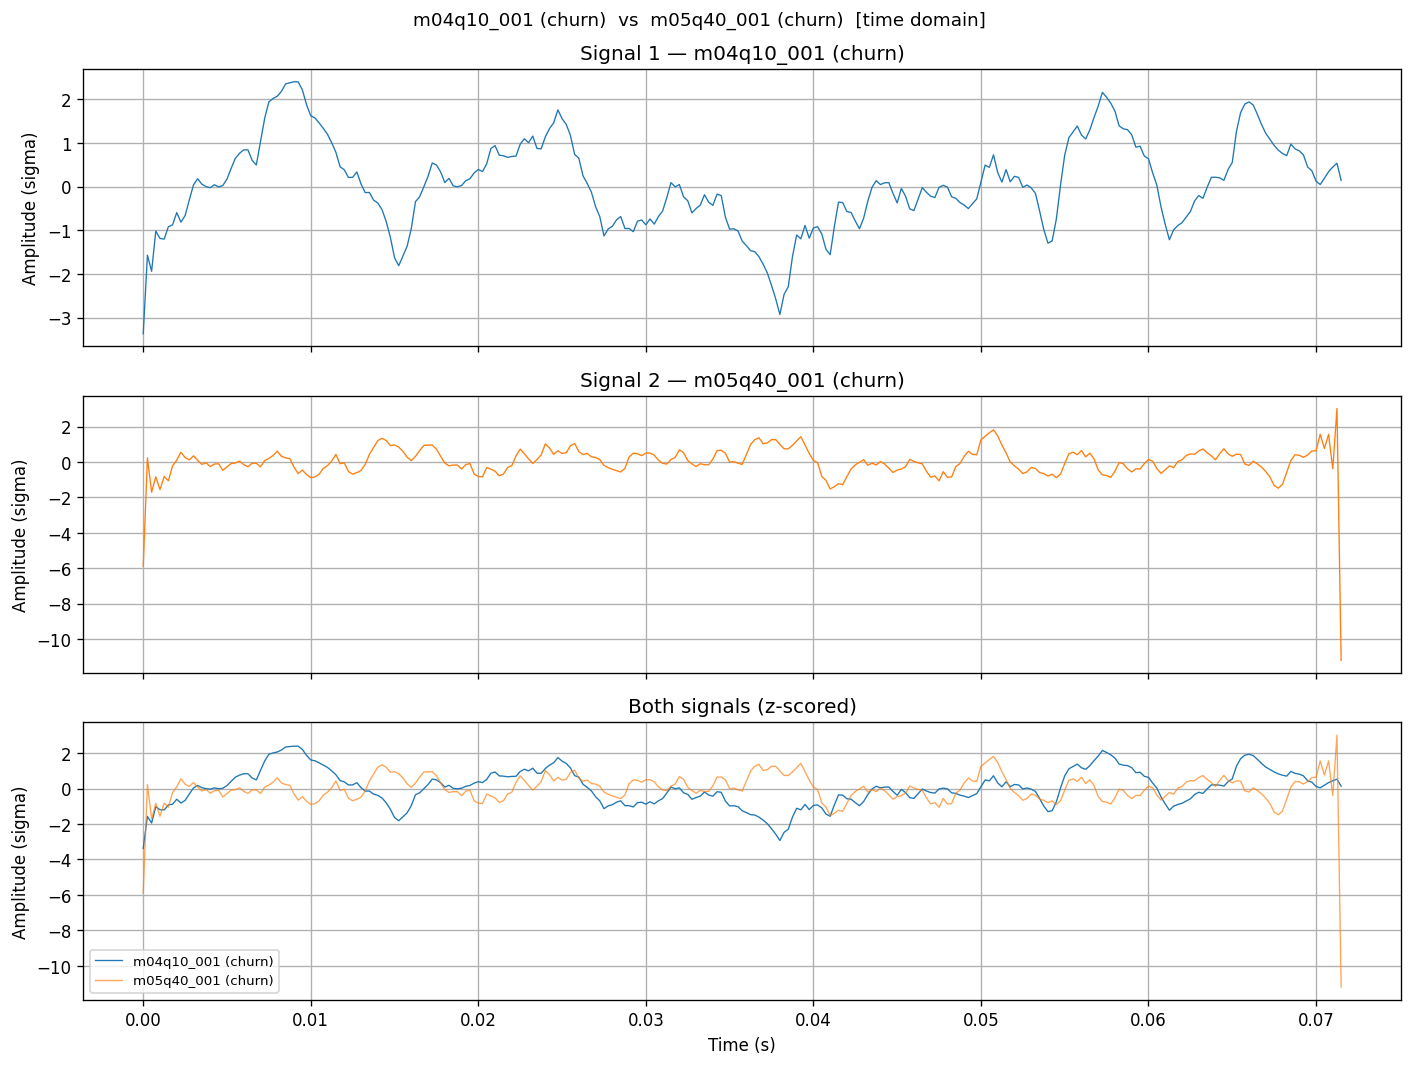 m04q10_001 (churn)  vs  m05q40_001 (churn)  [time domain]
Signal 1 — m04q10_001 (churn)
2
1
0
−1
−2
−3
Amplitude (sigma)
Signal 2 — m05q40_001 (churn)
2
0
−2
−4
−6
−8
−10
Amplitude (sigma)
Both signals (z-scored)
2
0
−2
−4
−6
−8
−10
Amplitude (sigma)
m04q10_001 (churn)
m05q40_001 (churn)
0.00 0.01 0.02 0.03 0.04 0.05 0.06 0.07
Time (s)